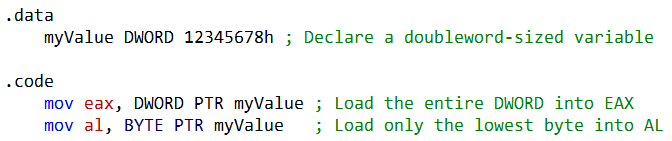 .data
myValue DWORD 12345678h ; Declare a doubleword-sized variable
.code
mov eax, DWORD PTR myValue ; Load the entire DWORD into EAX
mov al, BYTE PTR myValue ; Load only the lowest byte into AL